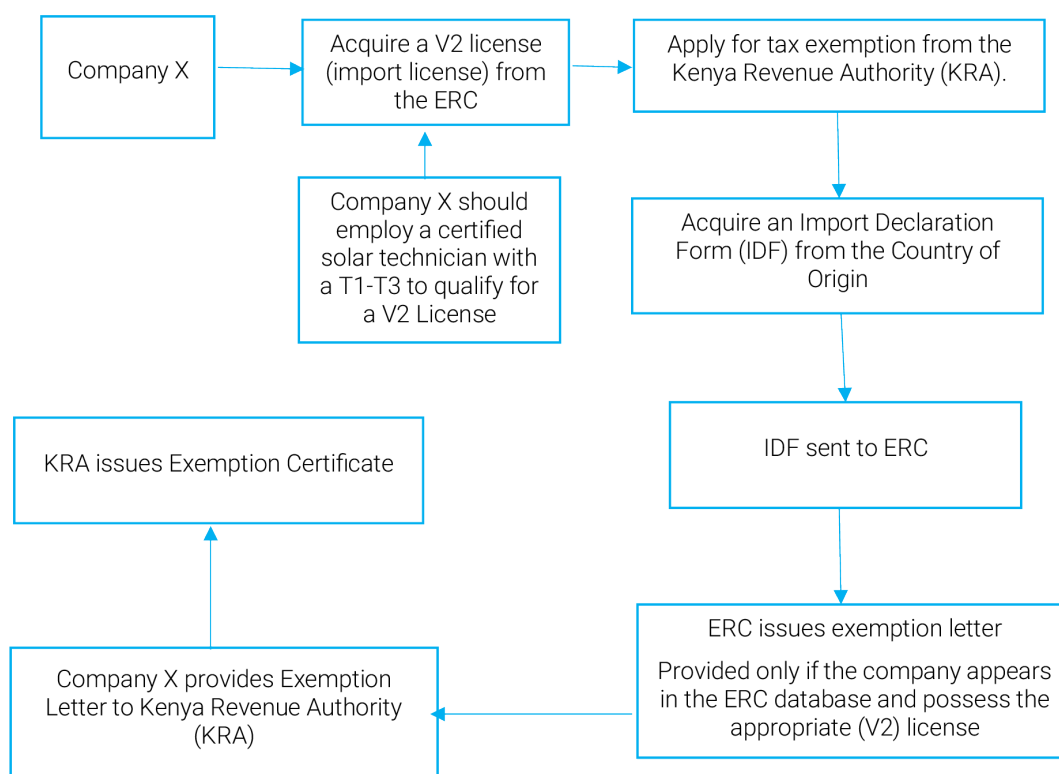 Company X
Acquire a V2 license
(import license) from
the ERC
Apply for tax exemption from the
Kenya Revenue Authority (KRA).
Company X should
employ a certified
solar technician with
a T1-T3 to qualify for
a V2 License
Acquire an Import Declaration
Form (IDF) from the Country of
Origin
IDF sent to ERC
ERC issues exemption letter
Provided only if the company appears
in the ERC database and possess the
appropriate (V2) license
Company X provides Exemption
Letter to Kenya Revenue Authority
(KRA)
KRA issues Exemption Certificate